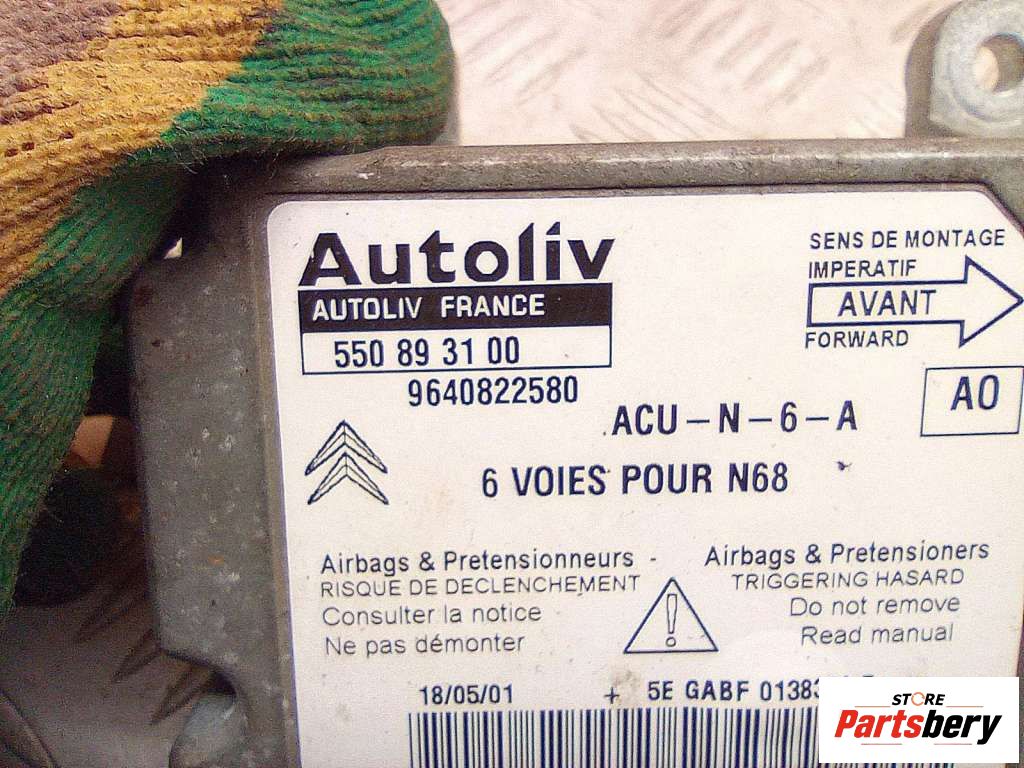 Autoliv
AUTOLIV FRANCE
550 89 31 00
9640822580
SENS DE MONTAGE
IMPERATIF
AVANT
FORWARD
A0
ACU-N-6-A
6 VOIES POUR N68
Airbags & Pretensionneurs -
RISQUE DE DECLENCHEMENT
Consulter la notice
Ne pas démonter
Airbags & Pretensioners
TRIGGERING HASARD
Do not remove
Read manual
18/05/01 + 5E GABF
STORE
Partsbery